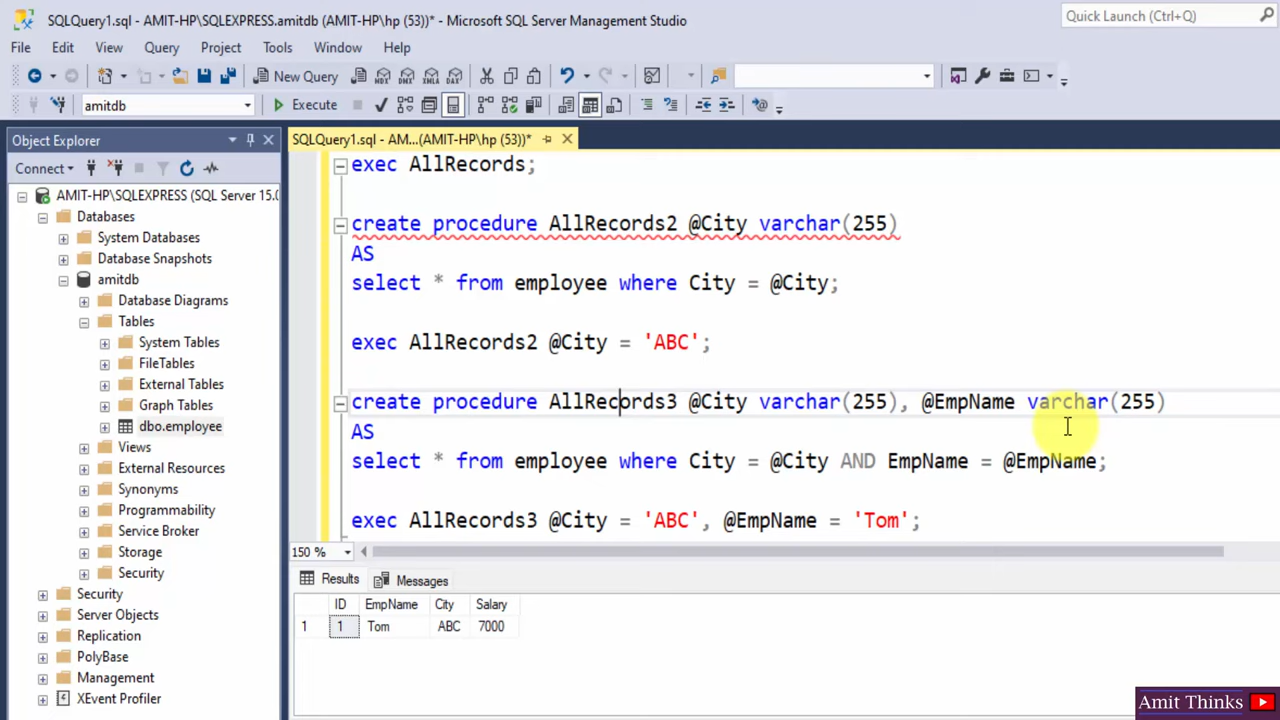 SQLQuery1.sql - AMIT-HP\SQLEXPRESS.amitdb (AMIT-HP\hp (53))* - Microsoft SQL Server Management Studio
Quick Launch (Ctrl+Q)
File Edit View Query Project Tools Window Help
New Query
MDX DMX XMLA DAX
amitdb
Execute
Object Explorer
Connect
AMIT-HP\SQLEXPRESS (SQL Server 15.0
Databases
System Databases
Database Snapshots
amitdb
Database Diagrams
Tables
System Tables
FileTables
External Tables
Graph Tables
dbo.employee
Views
External Resources
Synonyms
Programmability
Service Broker
Storage
Security
Security
Server Objects
Replication
PolyBase
Management
XEvent Profiler
SQLQuery1.sql - AM...(AMIT-HP\hp (53))*
exec AllRecords;
create procedure AllRecords2 @City varchar(255)
AS
select * from employee where City = @City;
exec AllRecords2 @City = 'ABC';
create procedure AllRecords3 @City varchar(255), @EmpName varchar(255)
AS
select * from employee where City = @City AND EmpName = @EmpName;
exec AllRecords3 @City = 'ABC', @EmpName = 'Tom';
150 %
Results Messages
ID EmpName City Salary
1 1 Tom ABC 7000
Amit Thinks